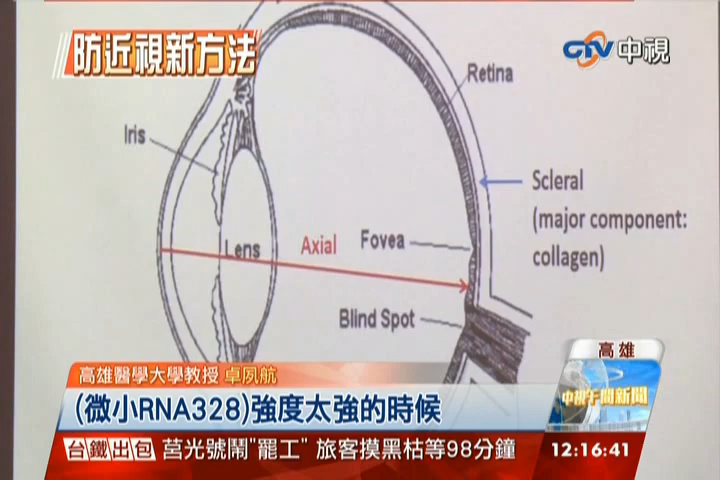 防近視新方法
CTV中視
Retina
Iris
Scleral
(major component:
collagen)
Lens
Axial
Fovea
Blind Spot
高雄
高雄醫學大學教授 卓夙航
中視午間新聞
(微小RNA328)強度太強的時候
台鐵出包 莒光號鬧"罷工" 旅客摸黑枯等98分鐘
12:16:41